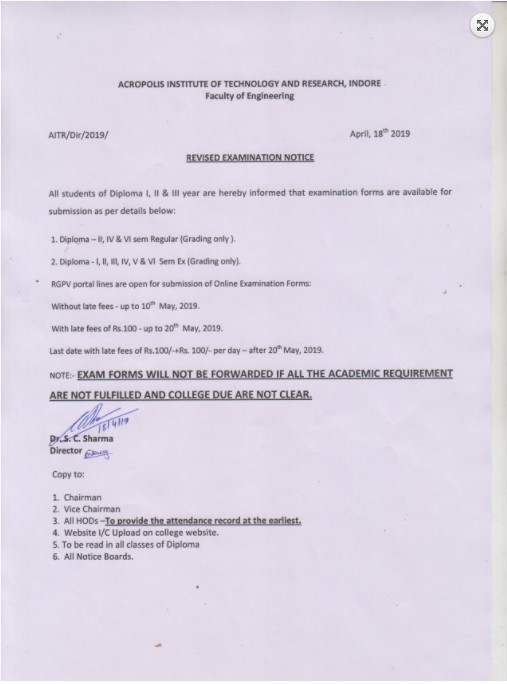 ACROPOLIS INSTITUTE OF TECHNOLOGY AND RESEARCH, INDORE
Faculty of Engineering
AITR/Dir/2019/ April, 18th 2019
REVISED EXAMINATION NOTICE
All students of Diploma I, II & III year are hereby informed that examination forms are available for
submission as per details below:
1. Diploma – II, IV & VI sem Regular (Grading only ).
2. Diploma - I, II, III, IV, V & VI Sem Ex (Grading only).
RGPV portal lines are open for submission of Online Examination Forms:
Without late fees - up to 10th May, 2019.
With late fees of Rs.100 - up to 20th May, 2019.
Last date with late fees of Rs.100/-+Rs. 100/- per day – after 20th May, 2019.
NOTE:- EXAM FORMS WILL NOT BE FORWARDED IF ALL THE ACADEMIC REQUIREMENT
ARE NOT FULFILLED AND COLLEGE DUE ARE NOT CLEAR.
18/4/19
Dr. S. C. Sharma
Director
Copy to:
1. Chairman
2. Vice Chairman
3. All HODs –To provide the attendance record at the earliest.
4. Website I/C Upload on college website.
5. To be read in all classes of Diploma
6. All Notice Boards.